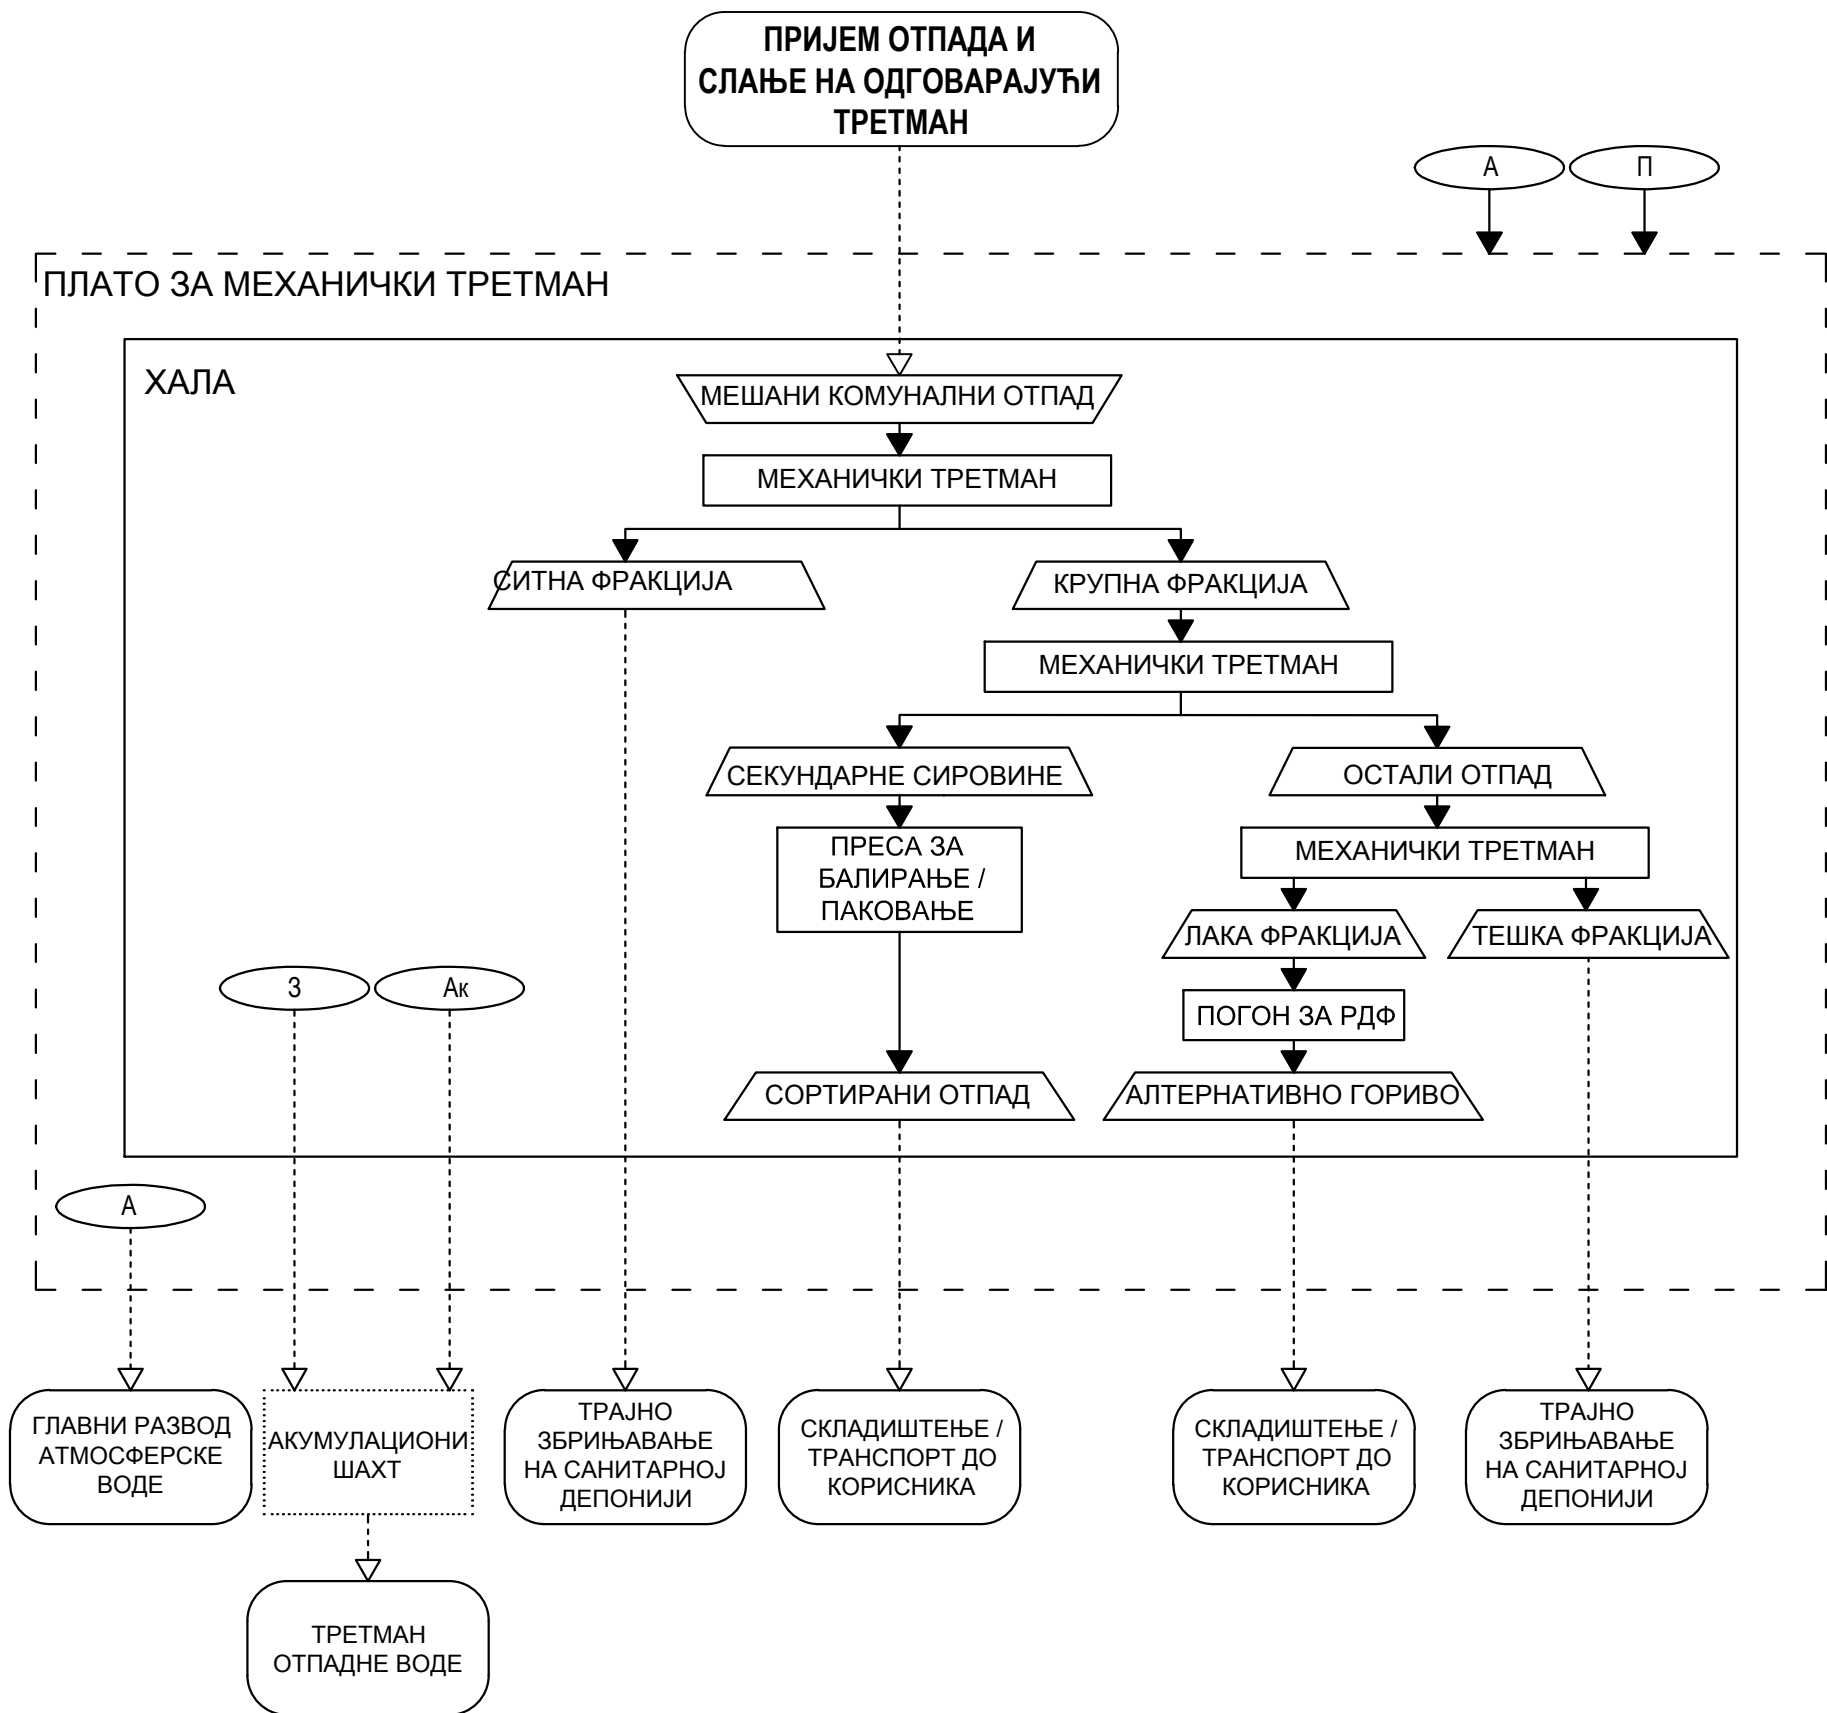 ПРИЈЕМ ОТПАДА И
СЛАЊЕ НА ОДГОВАРАЈУЋИ
ТРЕТМАН
А
П
ПЛАТО ЗА МЕХАНИЧКИ ТРЕТМАН
ХАЛА
МЕШАНИ КОМУНАЛНИ ОТПАД
МЕХАНИЧКИ ТРЕТМАН
СИТНА ФРАКЦИЈА
КРУПНА ФРАКЦИЈА
МЕХАНИЧКИ ТРЕТМАН
СЕКУНДАРНЕ СИРОВИНЕ
ОСТАЛИ ОТПАД
ПРЕСА ЗА
БАЛИРАЊЕ /
ПАКОВАЊЕ
МЕХАНИЧКИ ТРЕТМАН
ЛАКА ФРАКЦИЈА
ТЕШКА ФРАКЦИЈА
З
Ак
ПОГОН ЗА РДФ
СОРТИРАНИ ОТПАД
АЛТЕРНАТИВНО ГОРИВО
А
ГЛАВНИ РАЗВОД
АТМОСФЕРСКЕ
ВОДЕ
АКУМУЛАЦИОНИ
ШАХТ
ТРАЈНО
ЗБРИЊАВАЊЕ
НА САНИТАРНОЈ
ДЕПОНИЈИ
СКЛАДИШТЕЊЕ /
ТРАНСПОРТ ДО
КОРИСНИКА
СКЛАДИШТЕЊЕ /
ТРАНСПОРТ ДО
КОРИСНИКА
ТРАЈНО
ЗБРИЊАВАЊЕ
НА САНИТАРНОЈ
ДЕПОНИЈИ
ТРЕТМАН
ОТПАДНЕ ВОДЕ